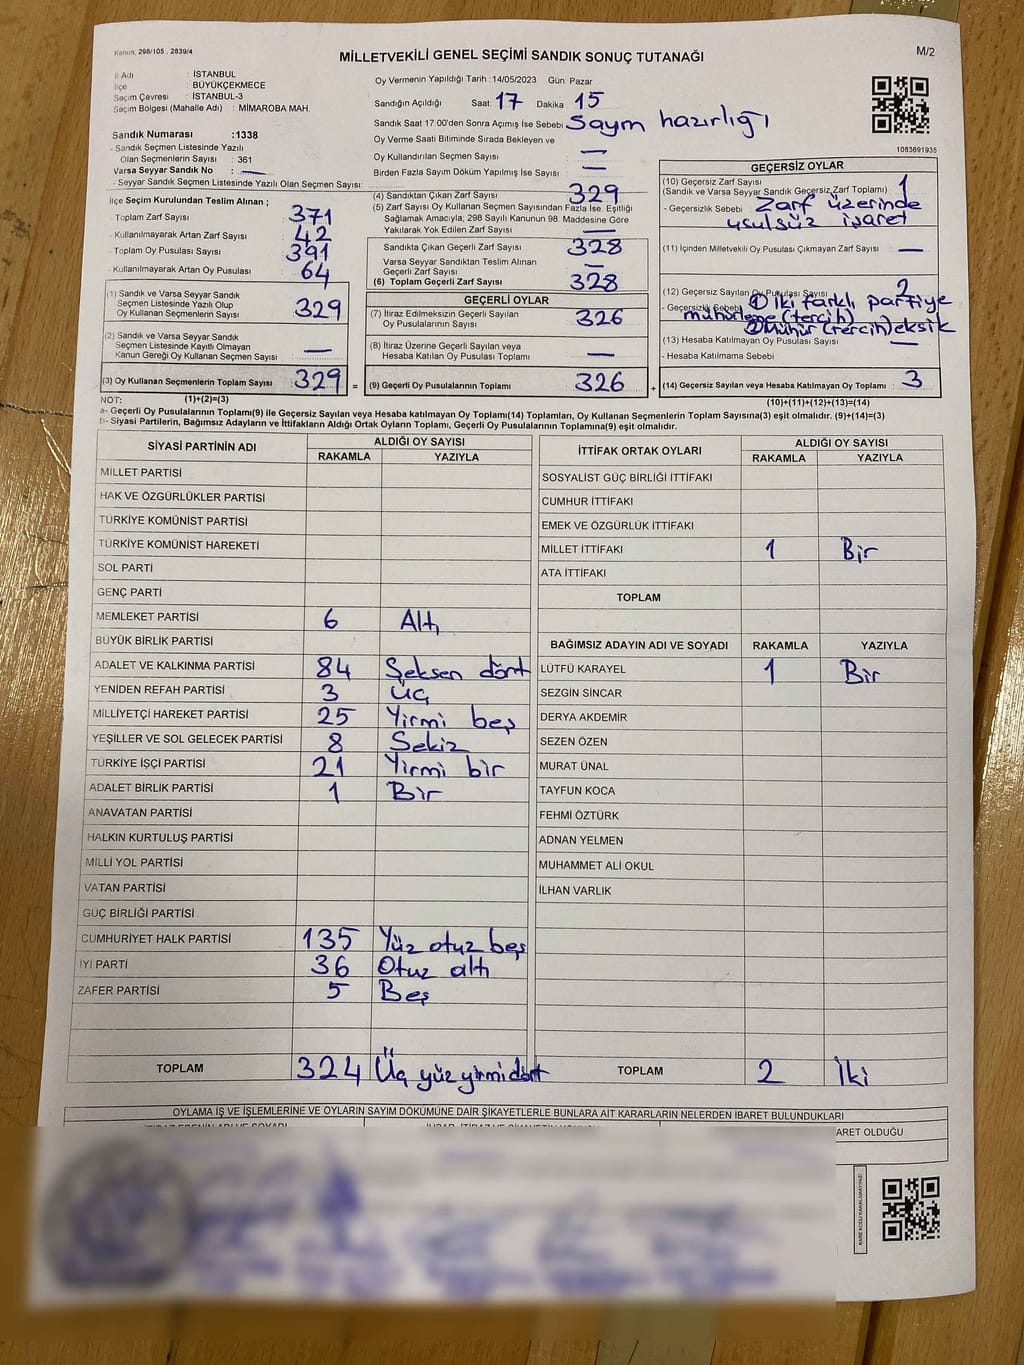 Kanun, 298/105 , 2839/4
MİLLETVEKİLİ GENEL SEÇİMİ SANDIK SONUÇ TUTANAĞI
M/2
İl Adı : İSTANBUL
İlçe : BÜYÜKÇEKMECE
Seçim Çevresi : İSTANBUL-3
Seçim Bölgesi (Mahalle Adı) : MİMAROBA MAH.
Sandık Numarası :1338
- Sandık Seçmen Listesinde Yazılı
Olan Seçmenlerin Sayısı : 361
Varsa Seyyar Sandık No : —
- Seyyar Sandık Seçmen Listesinde Yazılı Olan Seçmen Sayısı:
Oy Vermenin Yapıldığı Tarih : 14/05/2023 Gün: Pazar
Sandığın Açıldığı Saat 17 Dakika 15
Sandık Saat 17:00'den Sonra Açımış İse Sebebi Sayım hazırlığı
Oy Verme Saati Bitiminde Sırada Bekleyen ve
Oy Kullandırılan Seçmen Sayısı —
Birden Fazla Sayım Döküm Yapılmış İse Sayısı —
1083691935
İlçe Seçim Kurulundan Teslim Alınan ;
Toplam Zarf Sayısı 371
- Kullanılmayarak Artan Zarf Sayısı 42
- Toplam Oy Pusulası Sayısı 391
- Kullanılmayarak Artan Oy Pusulası 64
(1) Sandık ve Varsa Seyyar Sandık
Seçmen Listesinde Yazılı Olup
Oy Kullanan Seçmenlerin Sayısı 329
(2) Sandık ve Varsa Seyyar Sandık
Seçmen Listesinde Kayıtlı Olmayan
Kanun Gereği Oy Kullanan Seçmen Sayısı —
(3) Oy Kullanan Seçmenlerin Toplam Sayısı 329 =
(4) Sandıktan Çıkan Zarf Sayısı 329
(5) Zarf Sayısı Oy Kullanan Seçmen Sayısından Fazla İse, Eşitliği
Sağlamak Amacıyla; 298 Sayılı Kanunun 98. Maddesine Göre
Yakılarak Yok Edilen Zarf Sayısı —
Sandıkta Çıkan Geçerli Zarf Sayısı 328
Varsa Seyyar Sandıktan Teslim Alınan
Geçerli Zarf Sayısı —
(6) Toplam Geçerli Zarf Sayısı 328
GEÇERLİ OYLAR
(7) İtiraz Edilmeksizin Geçerli Sayılan
Oy Pusulasının Sayısı 326
(8) İtiraz Üzerine Geçerli Sayılan veya
Hesaba Katılan Oy Pusulası Toplamı —
(9) Geçerli Oy Pusulalarının Toplamı 326 +
GEÇERSİZ OYLAR
(10) Geçersiz Zarf Sayısı
(Sandık ve Varsa Seyyar Sandık Geçersiz Zarf Toplamı) 1
- Geçersizlik Sebebi Zarf üzerinde
usulsüz işaret
(11) İçinden Milletvekili Oy Pusulası Çıkmayan Zarf Sayısı —
(12) Geçersiz Sayılan Oy Pusulası Sayısı 2
- Geçersizlik Sebebi ① İki farklı partiye
mühürleme (tercih)
② Mühür (tercih) eksik
(13) Hesaba Katılmayan Oy Pusulası Sayısı —
- Hesaba Katılmama Sebebi
(14) Geçersiz Sayılan veya Hesaba Katılmayan Oy Toplamı 3
NOT: (1)+(2)=(3)
(10)+(11)+(12)+(13)=(14)
a- Geçerli Oy Pusulalarının Toplamı(9) ile Geçersiz Sayılan veya Hesaba katılmayan Oy Toplamı(14) Toplamları, Oy Kullanan Seçmenlerin Toplam Sayısına(3) eşit olmalıdır. (9)+(14)=(3)
b- Siyasi Partilerin, Bağımsız Adayların ve İttifakların Aldığı Ortak Oyların Toplamı, Geçerli Oy Pusulalarının Toplamına(9) eşit olmalıdır.
SİYASİ PARTİNİN ADI ALDIĞI OY SAYISI
RAKAMLA YAZIYLA
MİLLET PARTİSİ
HAK VE ÖZGÜRLÜKLER PARTİSİ
TÜRKİYE KOMÜNİST PARTİSİ
TÜRKİYE KOMÜNİST HAREKETİ
SOL PARTİ
GENÇ PARTİ
MEMLEKET PARTİSİ 6 Altı
BÜYÜK BİRLİK PARTİSİ
ADALET VE KALKINMA PARTİSİ 84 Seksen dört
YENİDEN REFAH PARTİSİ 3 Üç
MİLLİYETÇİ HAREKET PARTİSİ 25 Yirmi beş
YEŞİLLER VE SOL GELECEK PARTİSİ 8 Sekiz
TÜRKİYE İŞÇİ PARTİSİ 21 Yirmi bir
ADALET BİRLİK PARTİSİ 1 Bir
ANAVATAN PARTİSİ
HALKIN KURTULUŞ PARTİSİ
MİLLİ YOL PARTİSİ
VATAN PARTİSİ
GÜÇ BİRLİĞİ PARTİSİ
CUMHURİYET HALK PARTİSİ 135 Yüz otuz beş
İYİ PARTİ 36 Otuz altı
ZAFER PARTİSİ 5 Beş
TOPLAM 324 Üç yüz yirmi dört
İTTİFAK ORTAK OYLARI ALDIĞI OY SAYISI
RAKAMLA YAZIYLA
SOSYALİST GÜÇ BİRLİĞİ İTTİFAKI
CUMHUR İTTİFAKI
EMEK VE ÖZGÜRLÜK İTTİFAKI
MİLLET İTTİFAKI 1 Bir
ATA İTTİFAKI
TOPLAM
BAĞIMSIZ ADAYIN ADI VE SOYADI RAKAMLA YAZIYLA
LÜTFÜ KARAYEL 1 Bir
SEZGİN SİNCAR
DERYA AKDEMİR
SEZEN ÖZEN
MURAT ÜNAL
TAYFUN KOCA
FEHMİ ÖZTÜRK
ADNAN YELMEN
MUHAMMET ALİ OKUL
İLHAN VARLIK
TOPLAM 2 İki
OYLAMA İŞ VE İŞLEMLERİNE VE OYLARIN SAYIM DÖKÜMÜNE DAİR ŞİKAYETLERLE BUNLARA AİT KARARLARIN NELERDEN İBARET BULUNDUKLARI
ARET OLDUĞU